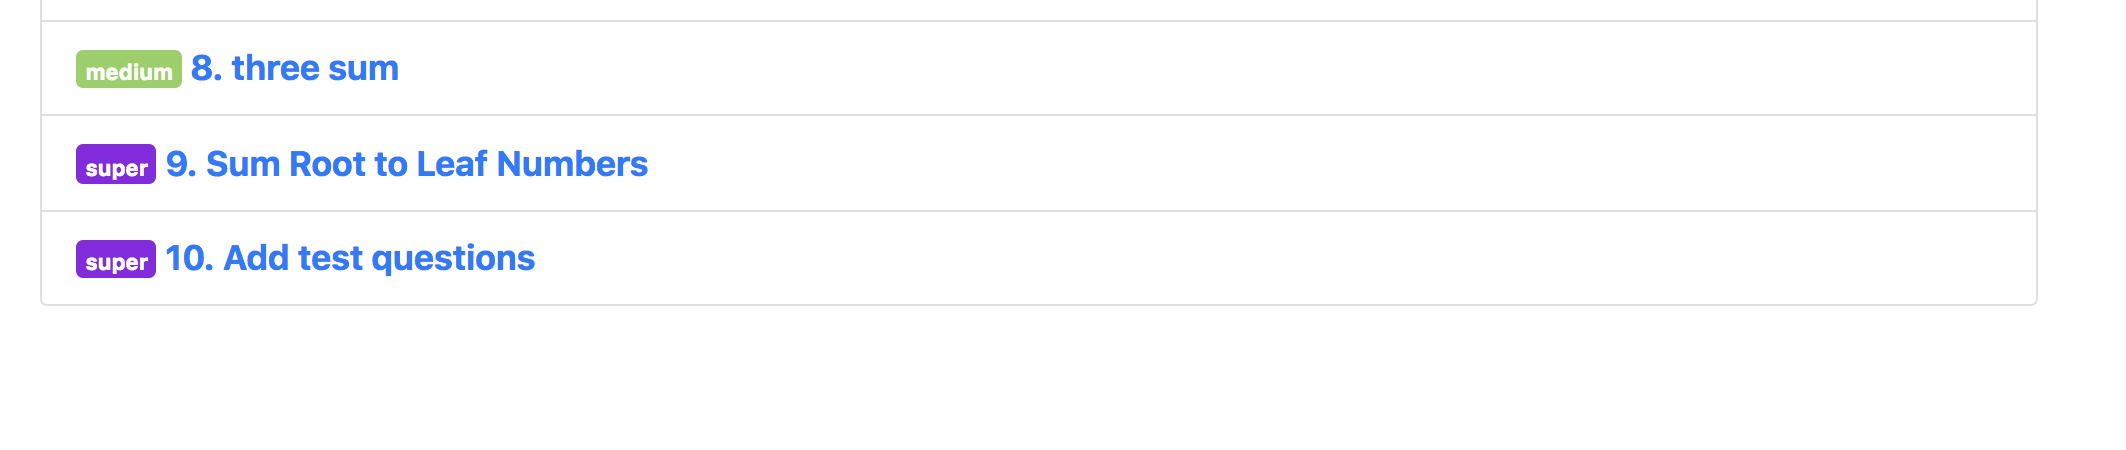 medium 8. three sum
super 9. Sum Root to Leaf Numbers
super 10. Add test questions